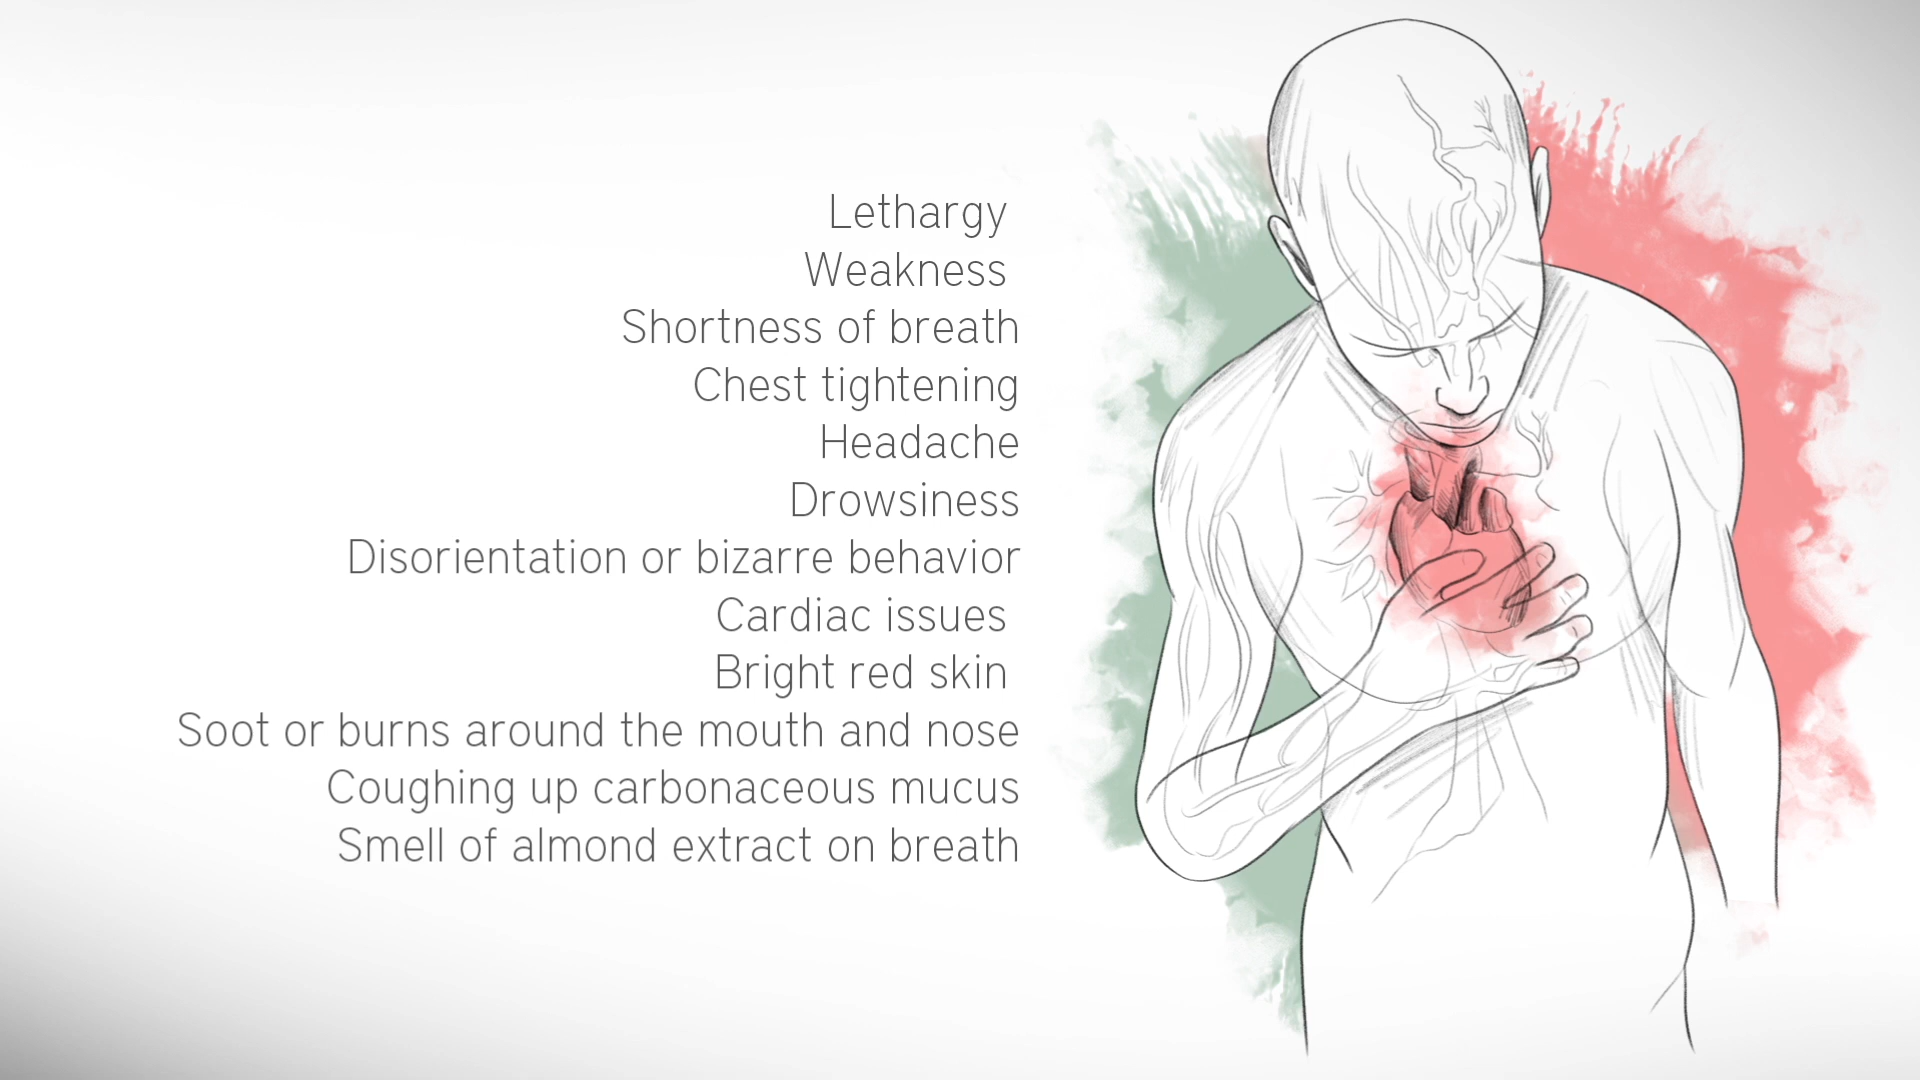 Lethargy
Weakness
Shortness of breath
Chest tightening
Headache
Drowsiness
Disorientation or bizarre behavior
Cardiac issues
Bright red skin
Soot or burns around the mouth and nose
Coughing up carbonaceous mucus
Smell of almond extract on breath